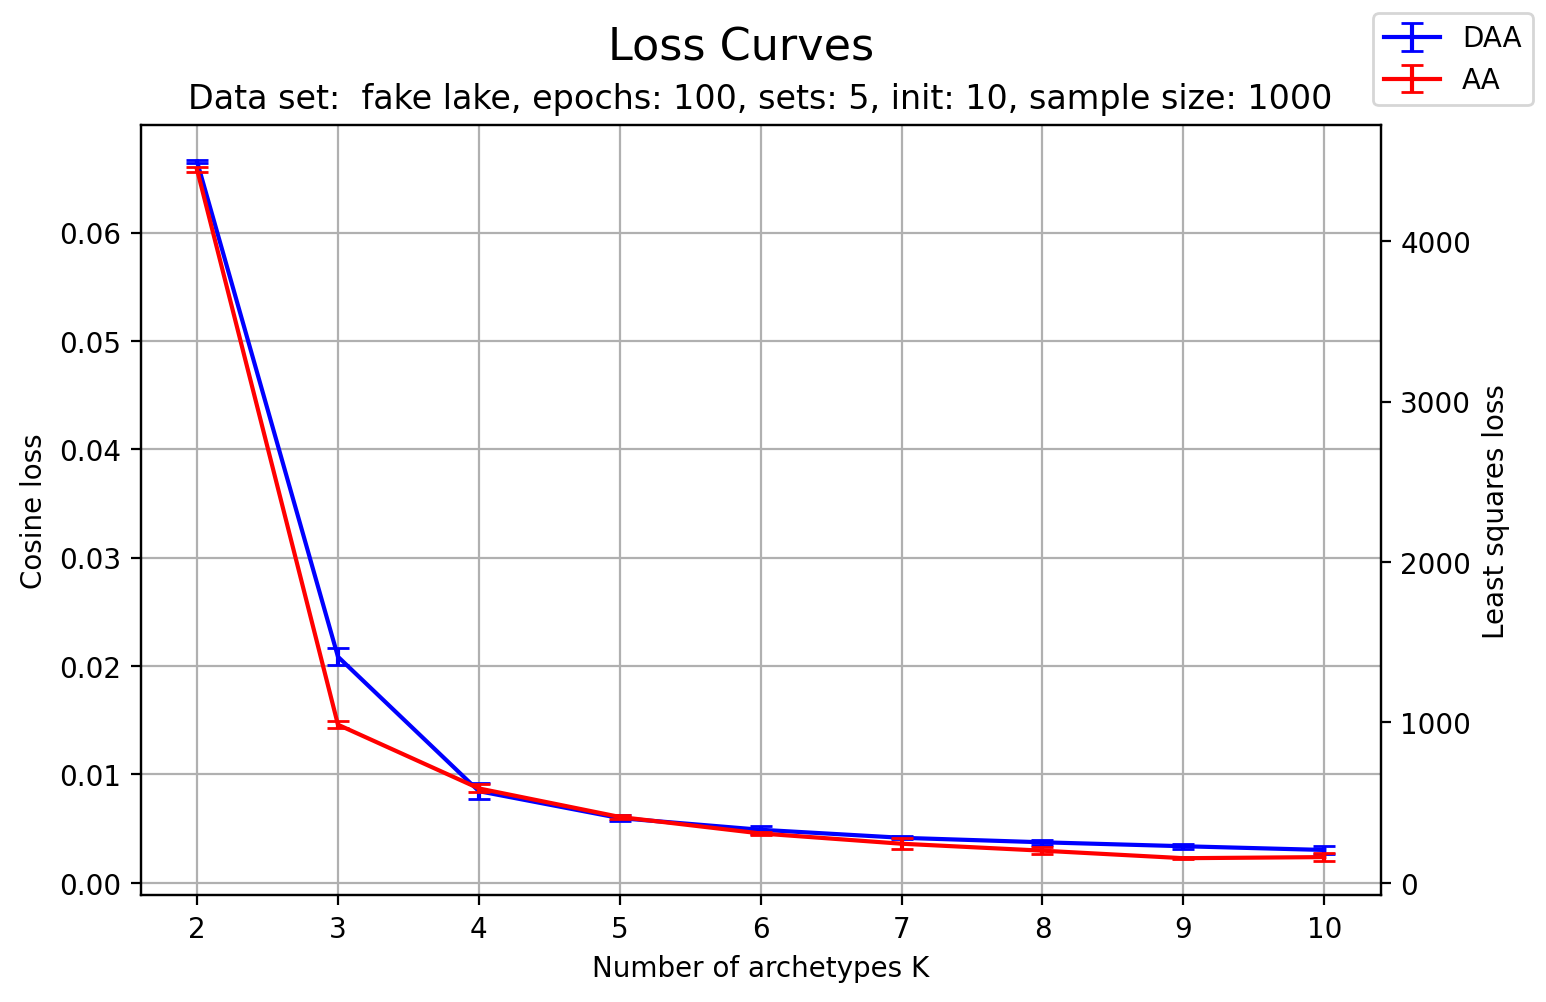 Loss Curves
Data set:  fake lake, epochs: 100, sets: 5, init: 10, sample size: 1000
DAA
AA
0.06
0.05
0.04
0.03
0.02
0.01
0.00
Cosine loss
4000
3000
2000
1000
0
Least squares loss
2 3 4 5 6 7 8 9 10
Number of archetypes K